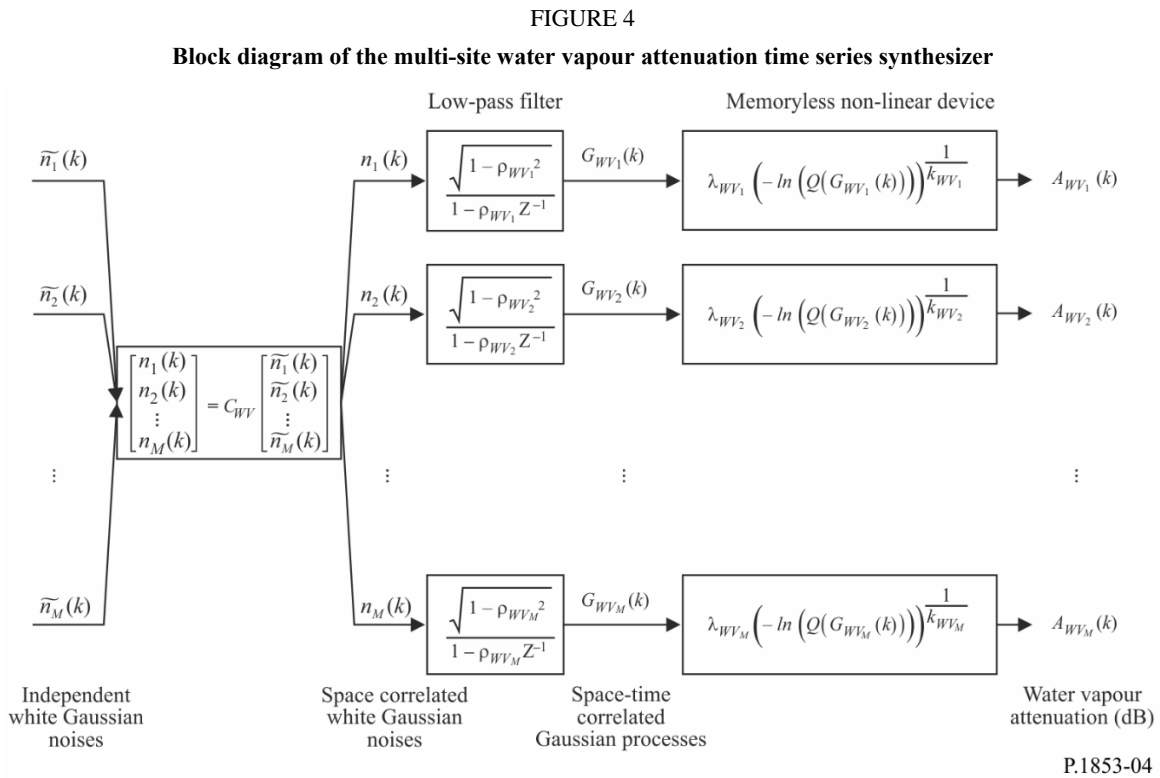 FIGURE 4
Block diagram of the multi-site water vapour attenuation time series synthesizer
Low-pass filter
Memoryless non-linear device
ñ₁(k)
n₁(k)
√(1 – ρ_WV₁²) / (1 – ρ_WV₁ Z⁻¹)
G_WV₁(k)
λ_WV₁ (– ln (Q(G_WV₁(k))))^(1/k_WV₁)
A_WV₁(k)
ñ₂(k)
n₂(k)
√(1 – ρ_WV₂²) / (1 – ρ_WV₂ Z⁻¹)
G_WV₂(k)
λ_WV₂ (– ln (Q(G_WV₂(k))))^(1/k_WV₂)
A_WV₂(k)
[n₁(k) n₂(k) ⋮ n_M(k)] = C_WV [ñ₁(k) ñ₂(k) ⋮ ñ_M(k)]
⋮ ⋮ ⋮ ⋮
ñ_M(k)
n_M(k)
√(1 – ρ_WV_M²) / (1 – ρ_WV_M Z⁻¹)
G_WV_M(k)
λ_WV_M (– ln (Q(G_WV_M(k))))^(1/k_WV_M)
A_WV_M(k)
Independent
white Gaussian
noises
Space correlated
white Gaussian
noises
Space-time
correlated
Gaussian processes
Water vapour
attenuation (dB)
P.1853-04